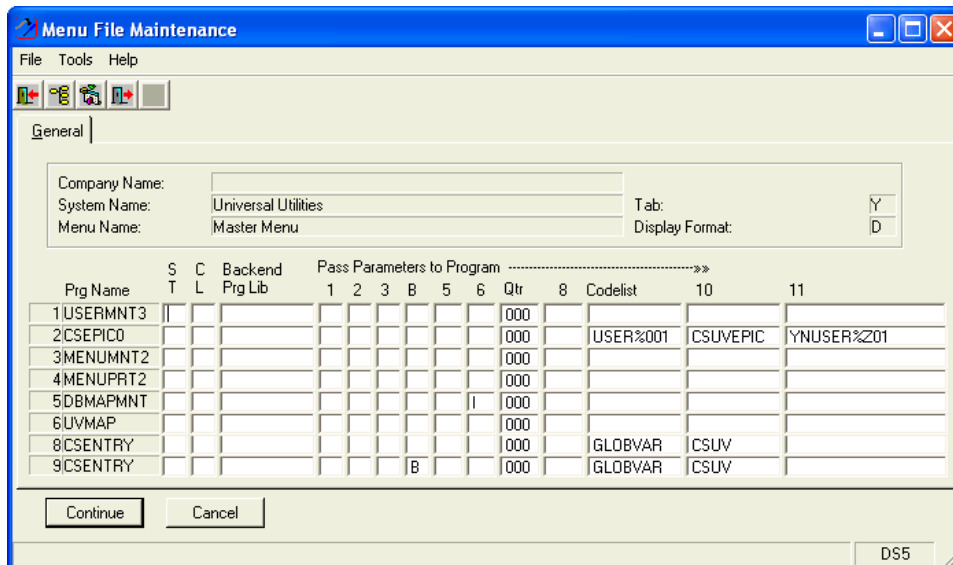 Menu File Maintenance
File Tools Help
General
Company Name:
System Name: Universal Utilities Tab: Y
Menu Name: Master Menu Display Format: D
S C Backend Pass Parameters to Program --------------------------------------------»»
Prg Name T L Prg Lib 1 2 3 B 5 6 Qtr 8 Codelist 10 11
1 USERMNT3 000
2 CSEPIC0 000 USER%001 CSUVEPIC YNUSER%Z01
3 MENUMNT2 000
4 MENUPRT2 000
5 DBMAPMNT I 000
6 UVMAP 000
8 CSENTRY 000 GLOBVAR CSUV
9 CSENTRY B 000 GLOBVAR CSUV
Continue Cancel
DS5